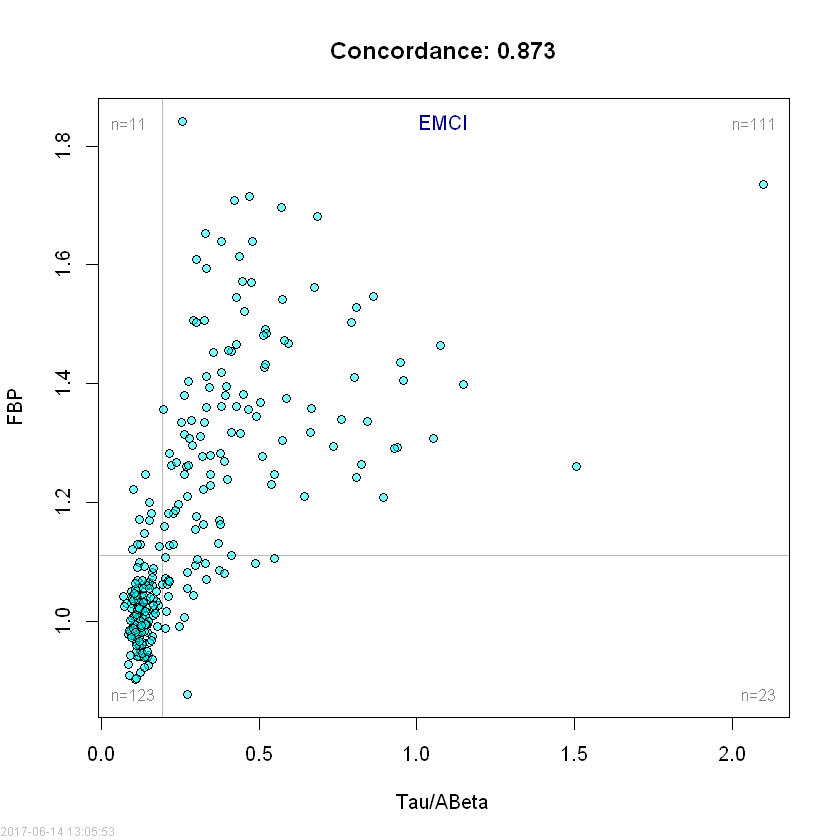 Concordance: 0.873
n=11
EMCI
n=111
1.8
1.6
1.4
1.2
1.0
FBP
n=123
n=23
0.0 0.5 1.0 1.5 2.0
Tau/ABeta
2017-06-14 13:05:53